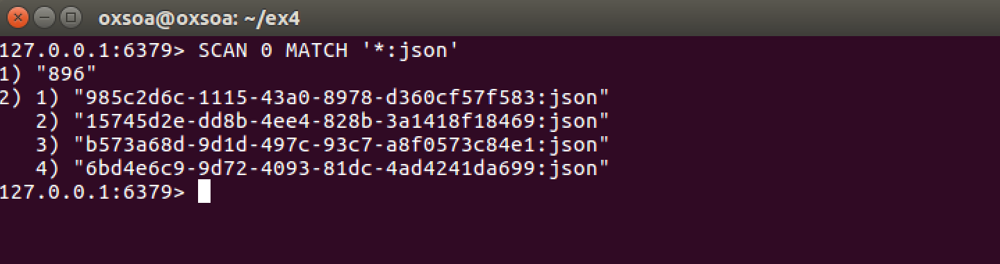 oxsoa@oxsoa: ~/ex4
127.0.0.1:6379> SCAN 0 MATCH '*:json'
1) "896"
2) 1) "985c2d6c-1115-43a0-8978-d360cf57f583:json"
   2) "15745d2e-dd8b-4ee4-828b-3a1418f18469:json"
   3) "b573a68d-9d1d-497c-93c7-a8f0573c84e1:json"
   4) "6bd4e6c9-9d72-4093-81dc-4ad4241da699:json"
127.0.0.1:6379>